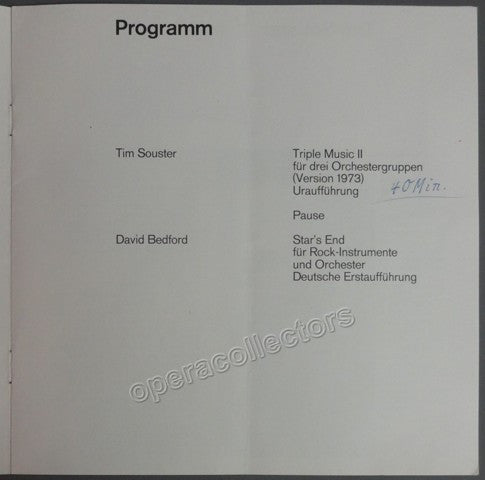 Programm
Tim Souster
Triple Music II
für drei Orchestergruppen
(Version 1973)
Uraufführung 40 Min.
Pause
David Bedford
Star's End
für Rock-Instrumente
und Orchester
Deutsche Erstaufführung
operacollectors